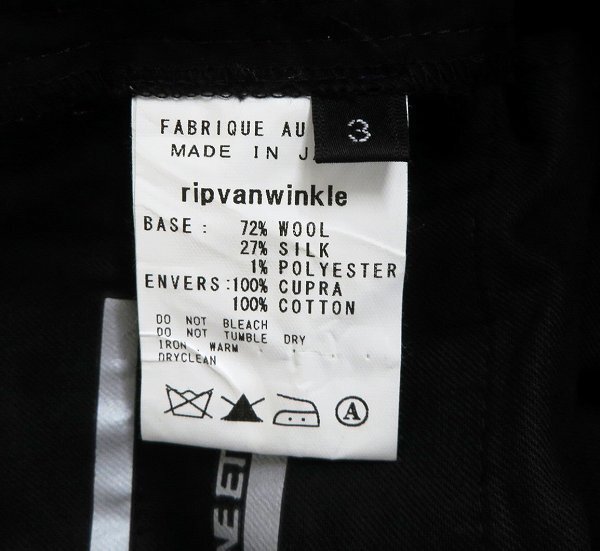 FABRIQUE AU
3
MADE IN J
ripvanwinkle
BASE : 72% WOOL
27% SILK
1% POLYESTER
ENVERS :100% CUPRA
100% COTTON
DO NOT BLEACH
DO NOT TUMBLE DRY
IRON . WARM
DRYCLEAN
A